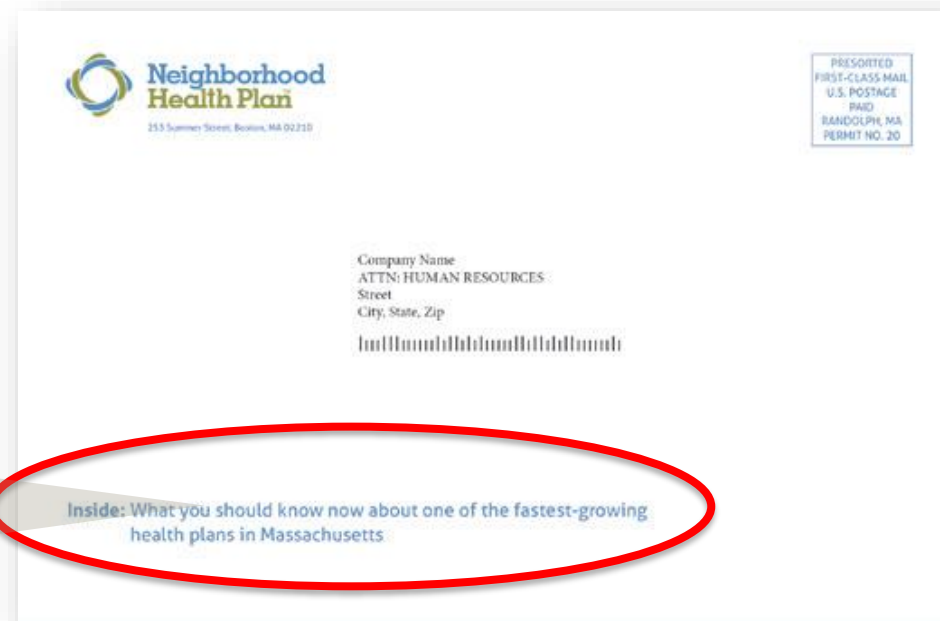 Neighborhood
Health Plan™
253 Summer Street, Boston, MA 02210
PRESORTED
FIRST-CLASS MAIL
U.S. POSTAGE
PAID
RANDOLPH, MA
PERMIT NO. 20
Company Name
ATTN: HUMAN RESOURCES
Street
City, State, Zip
Inside: What you should know now about one of the fastest-growing
health plans in Massachusetts